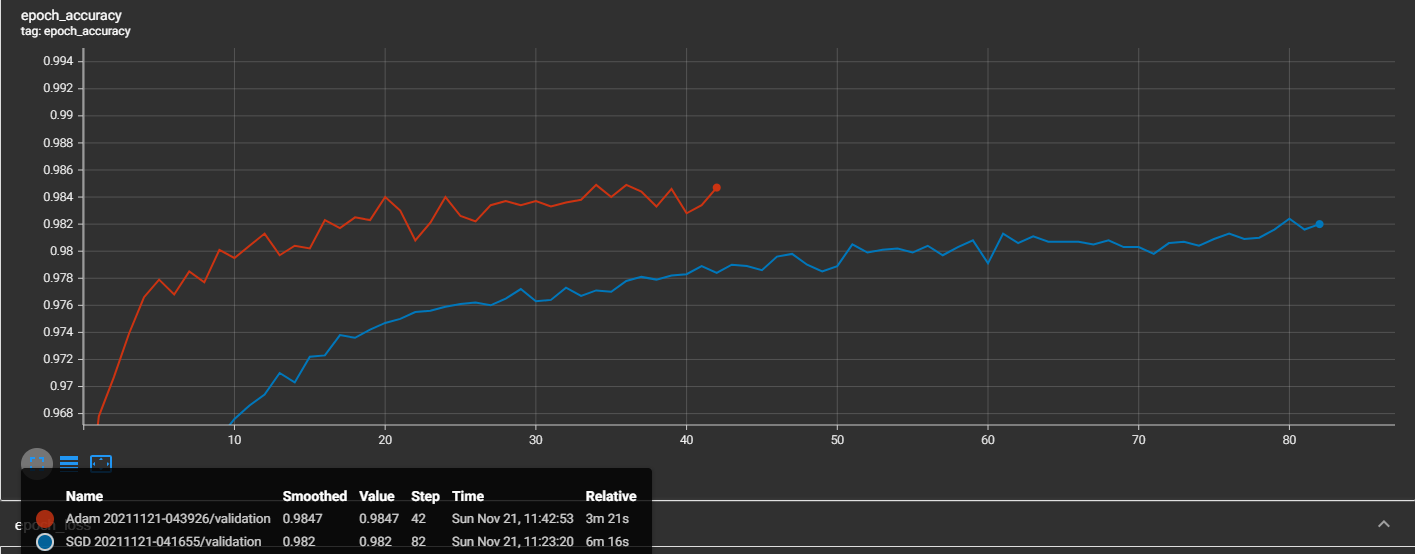 epoch_accuracy
tag: epoch_accuracy
0.994
0.992
0.99
0.988
0.986
0.984
0.982
0.98
0.978
0.976
0.974
0.972
0.97
0.968
10 20 30 40 50 60 70 80
Name Smoothed Value Step Time Relative
Adam 20211121-043926/validation 0.9847 0.9847 42 Sun Nov 21, 11:42:53 3m 21s
epoch_loss
SGD 20211121-041655/validation 0.982 0.982 82 Sun Nov 21, 11:23:20 6m 16s